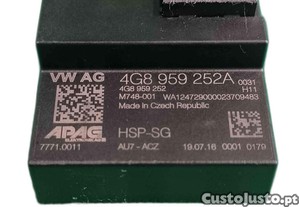 VW AG
4G8 959 252A 0031
4G8 959 252 H11
M748-001 WA124729000023709483
Made in Czech Republic
APAG
HSP-SG
7771.0011
AU7 - ACZ
19.07.16 0001 0179
CustoJusto.pt